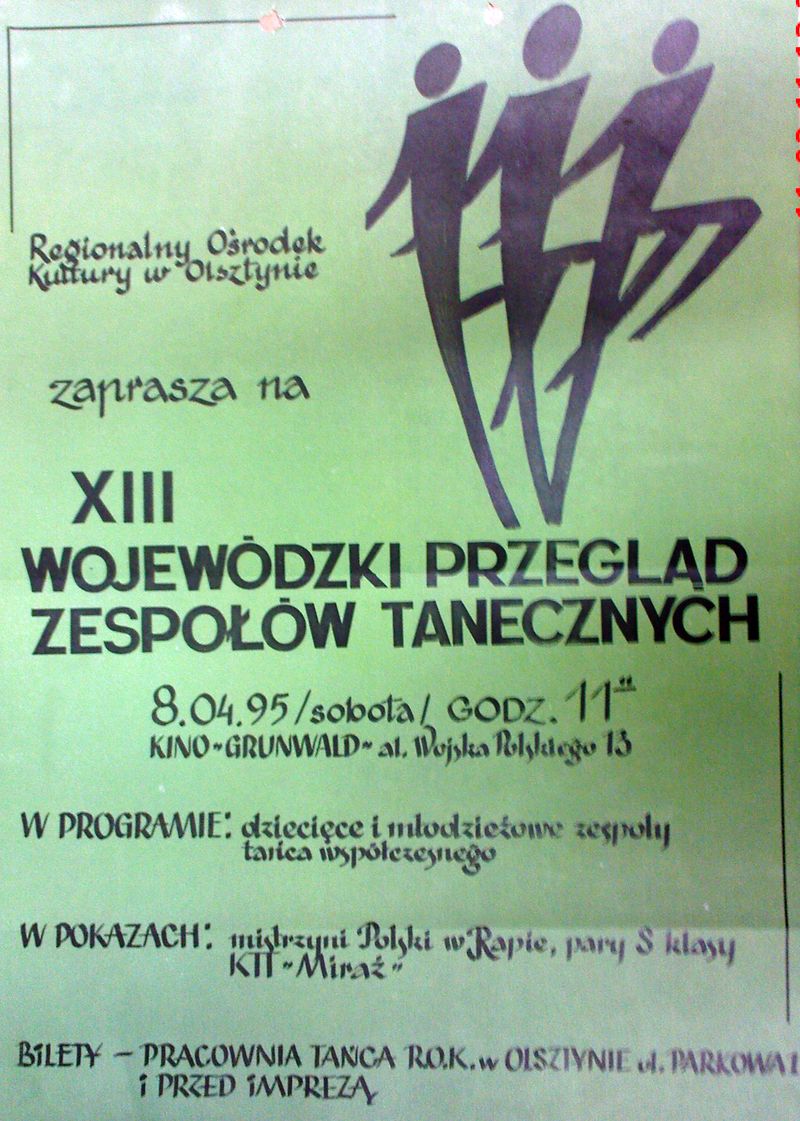 Regionalny Ośrodek
Kultury w Olsztynie
zaprasza na
XIII
WOJEWÓDZKI PRZEGLĄD
ZESPOŁÓW TANECZNYCH
8.04.95 /sobota/ GODZ. 11⁰⁰
KINO "GRUNWALD" al. Wojska Polskiego 13
W PROGRAMIE: dziecięce i młodzieżowe zespoły
tańca współczesnego
W POKAZACH: mistrzyni Polski w Rapie, pary S klasy
KTT "Miraż"
BILETY – PRACOWNIA TAŃCA R.O.K. w OLSZTYNIE ul. PARKOWA 1
i PRZED IMPREZĄ